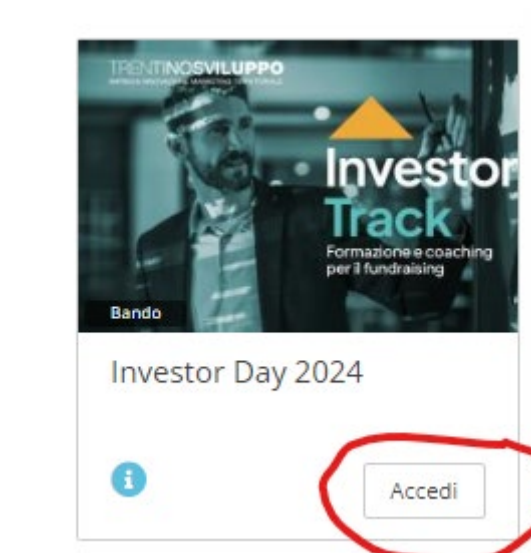 TRENTINOSVILUPPO
Investor
Track
Formazione e coaching
per il fundraising
Bando
Investor Day 2024
i
Accedi